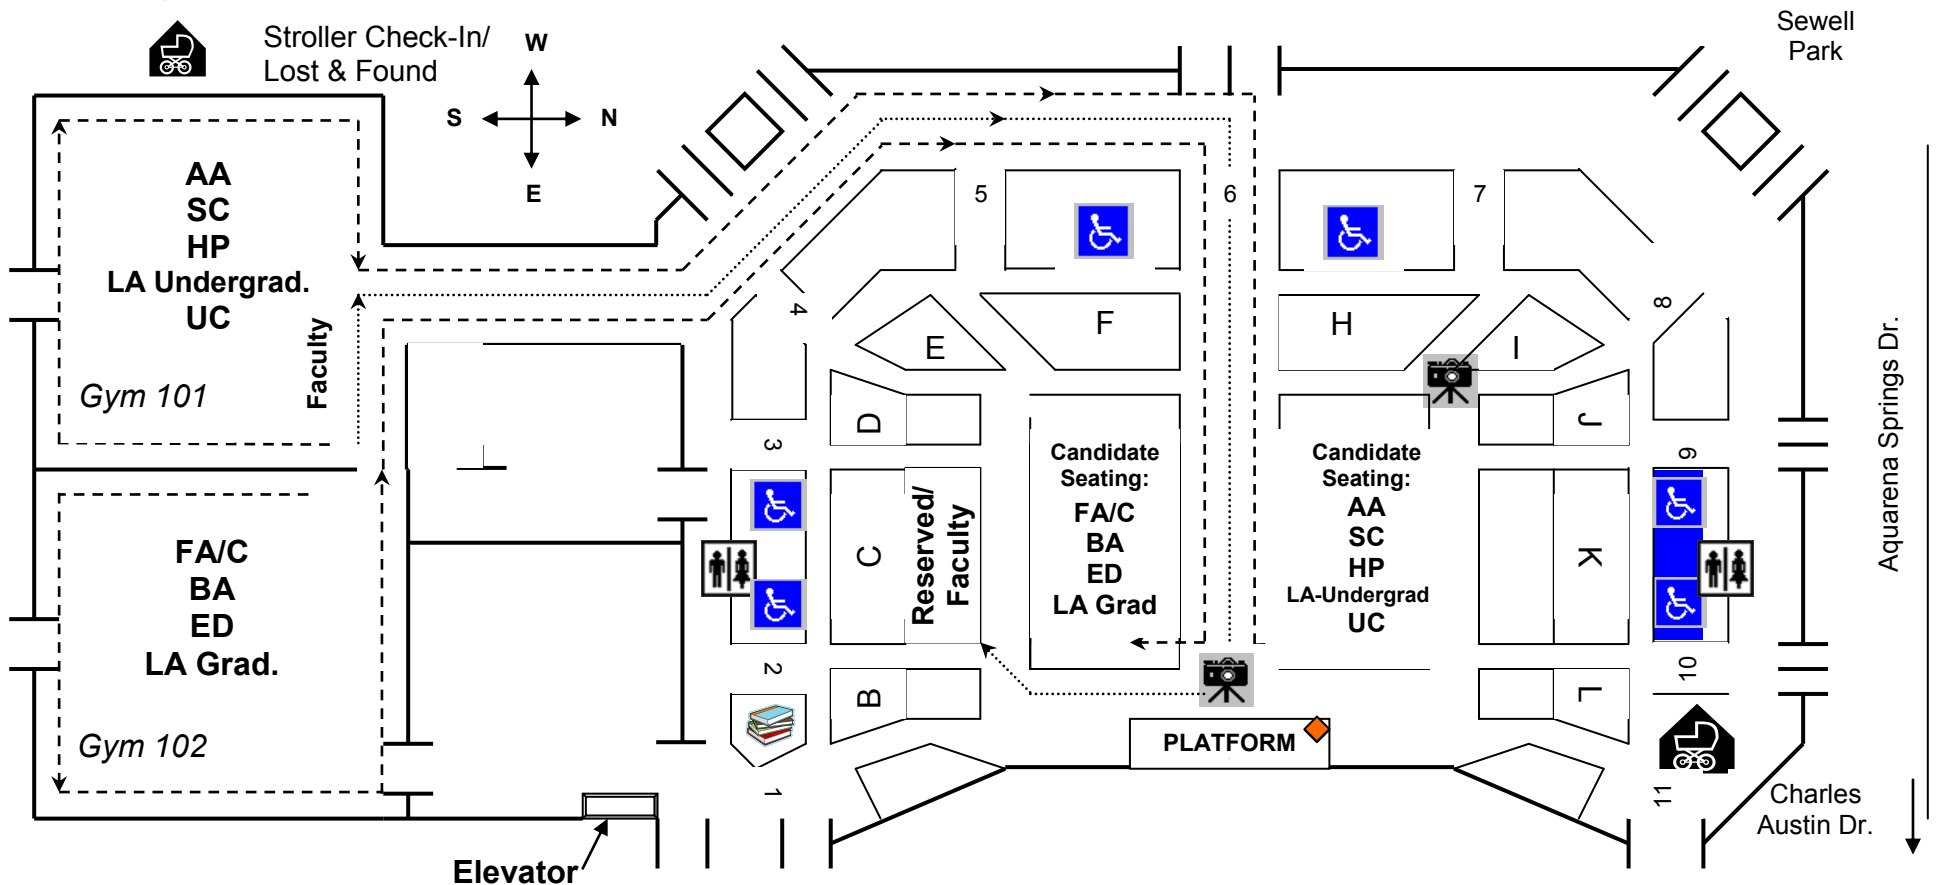 Stroller Check-In/
Lost & Found
W
S
N
E
Sewell
Park
AA
SC
HP
LA Undergrad.
UC
Gym 101
Faculty
FA/C
BA
ED
LA Grad.
Gym 102
Elevator
1
2
3
4
5
6
7
8
9
10
11
B
C
D
E
F
H
I
J
K
L
Reserved/
Faculty
Candidate
Seating:
FA/C
BA
ED
LA Grad
Candidate
Seating:
AA
SC
HP
LA-Undergrad
UC
PLATFORM
Aquarena Springs Dr.
Charles
Austin Dr.